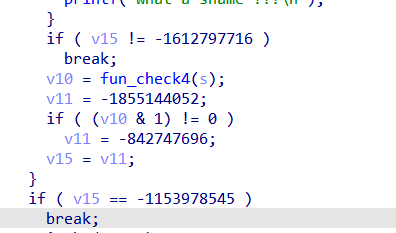 printf("what a shame !!!\n");
}
if ( v15 != -1612797716 )
break;
v10 = fun_check4(s);
v11 = -1855144052;
if ( (v10 & 1) != 0 )
v11 = -842747696;
v15 = v11;
}
if ( v15 == -1153978545 )
break;